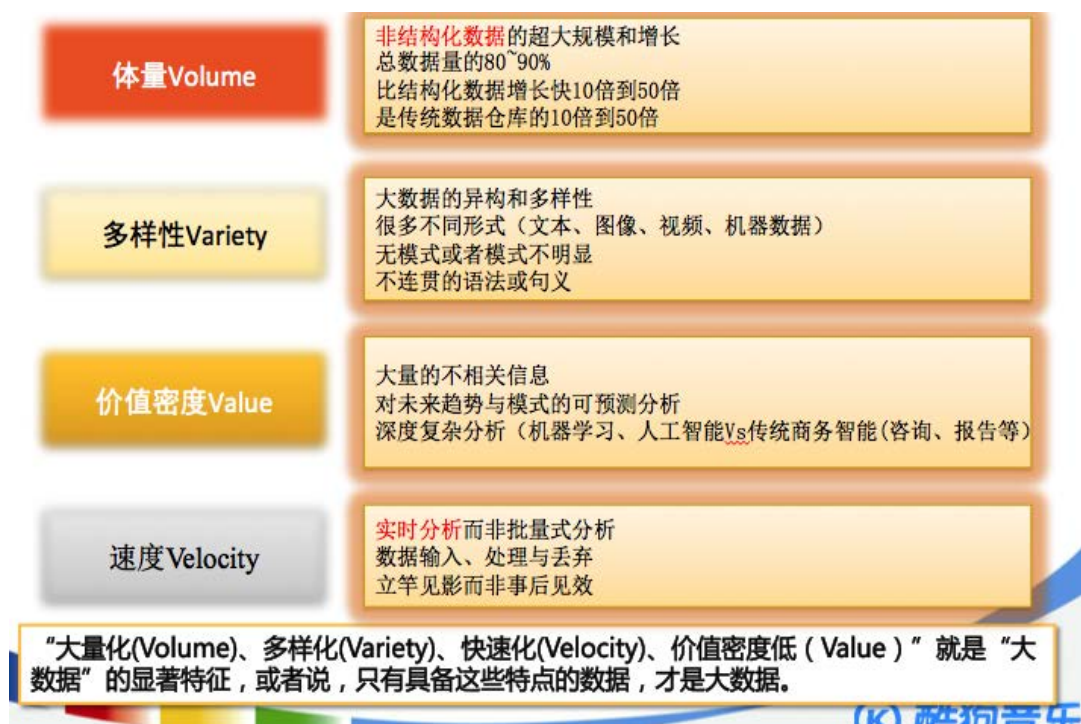 体量Volume
非结构化数据的超大规模和增长
总数据量的80~90%
比结构化数据增长快10倍到50倍
是传统数据仓库的10倍到50倍
多样性Variety
大数据的异构和多样性
很多不同形式（文本、图像、视频、机器数据）
无模式或者模式不明显
不连贯的语法或句义
价值密度Value
大量的不相关信息
对未来趋势与模式的可预测分析
深度复杂分析（机器学习、人工智能Vs传统商务智能(咨询、报告等）
速度Velocity
实时分析而非批量式分析
数据输入、处理与丢弃
立竿见影而非事后见效
“大量化(Volume)、多样化(Variety)、快速化(Velocity)、价值密度低（Value）”就是“大
数据”的显著特征，或者说，只有具备这些特点的数据，才是大数据。
(K) 酷狗音乐